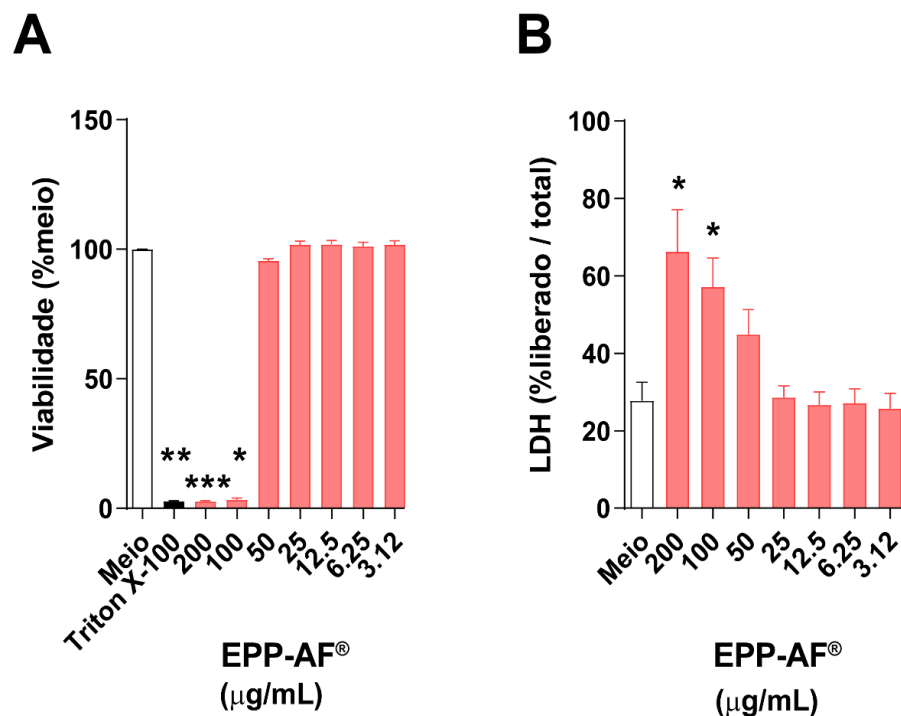 A
Viabilidade (%meio)
150
100
50
0
**
***
*
Meio
Triton X-100
200
100
50
25
12.5
6.25
3.12
EPP-AF®
(µg/mL)
B
LDH (%liberado / total)
100
80
60
40
20
0
*
*
Meio
200
100
50
25
12.5
6.25
3.12
EPP-AF®
(µg/mL)